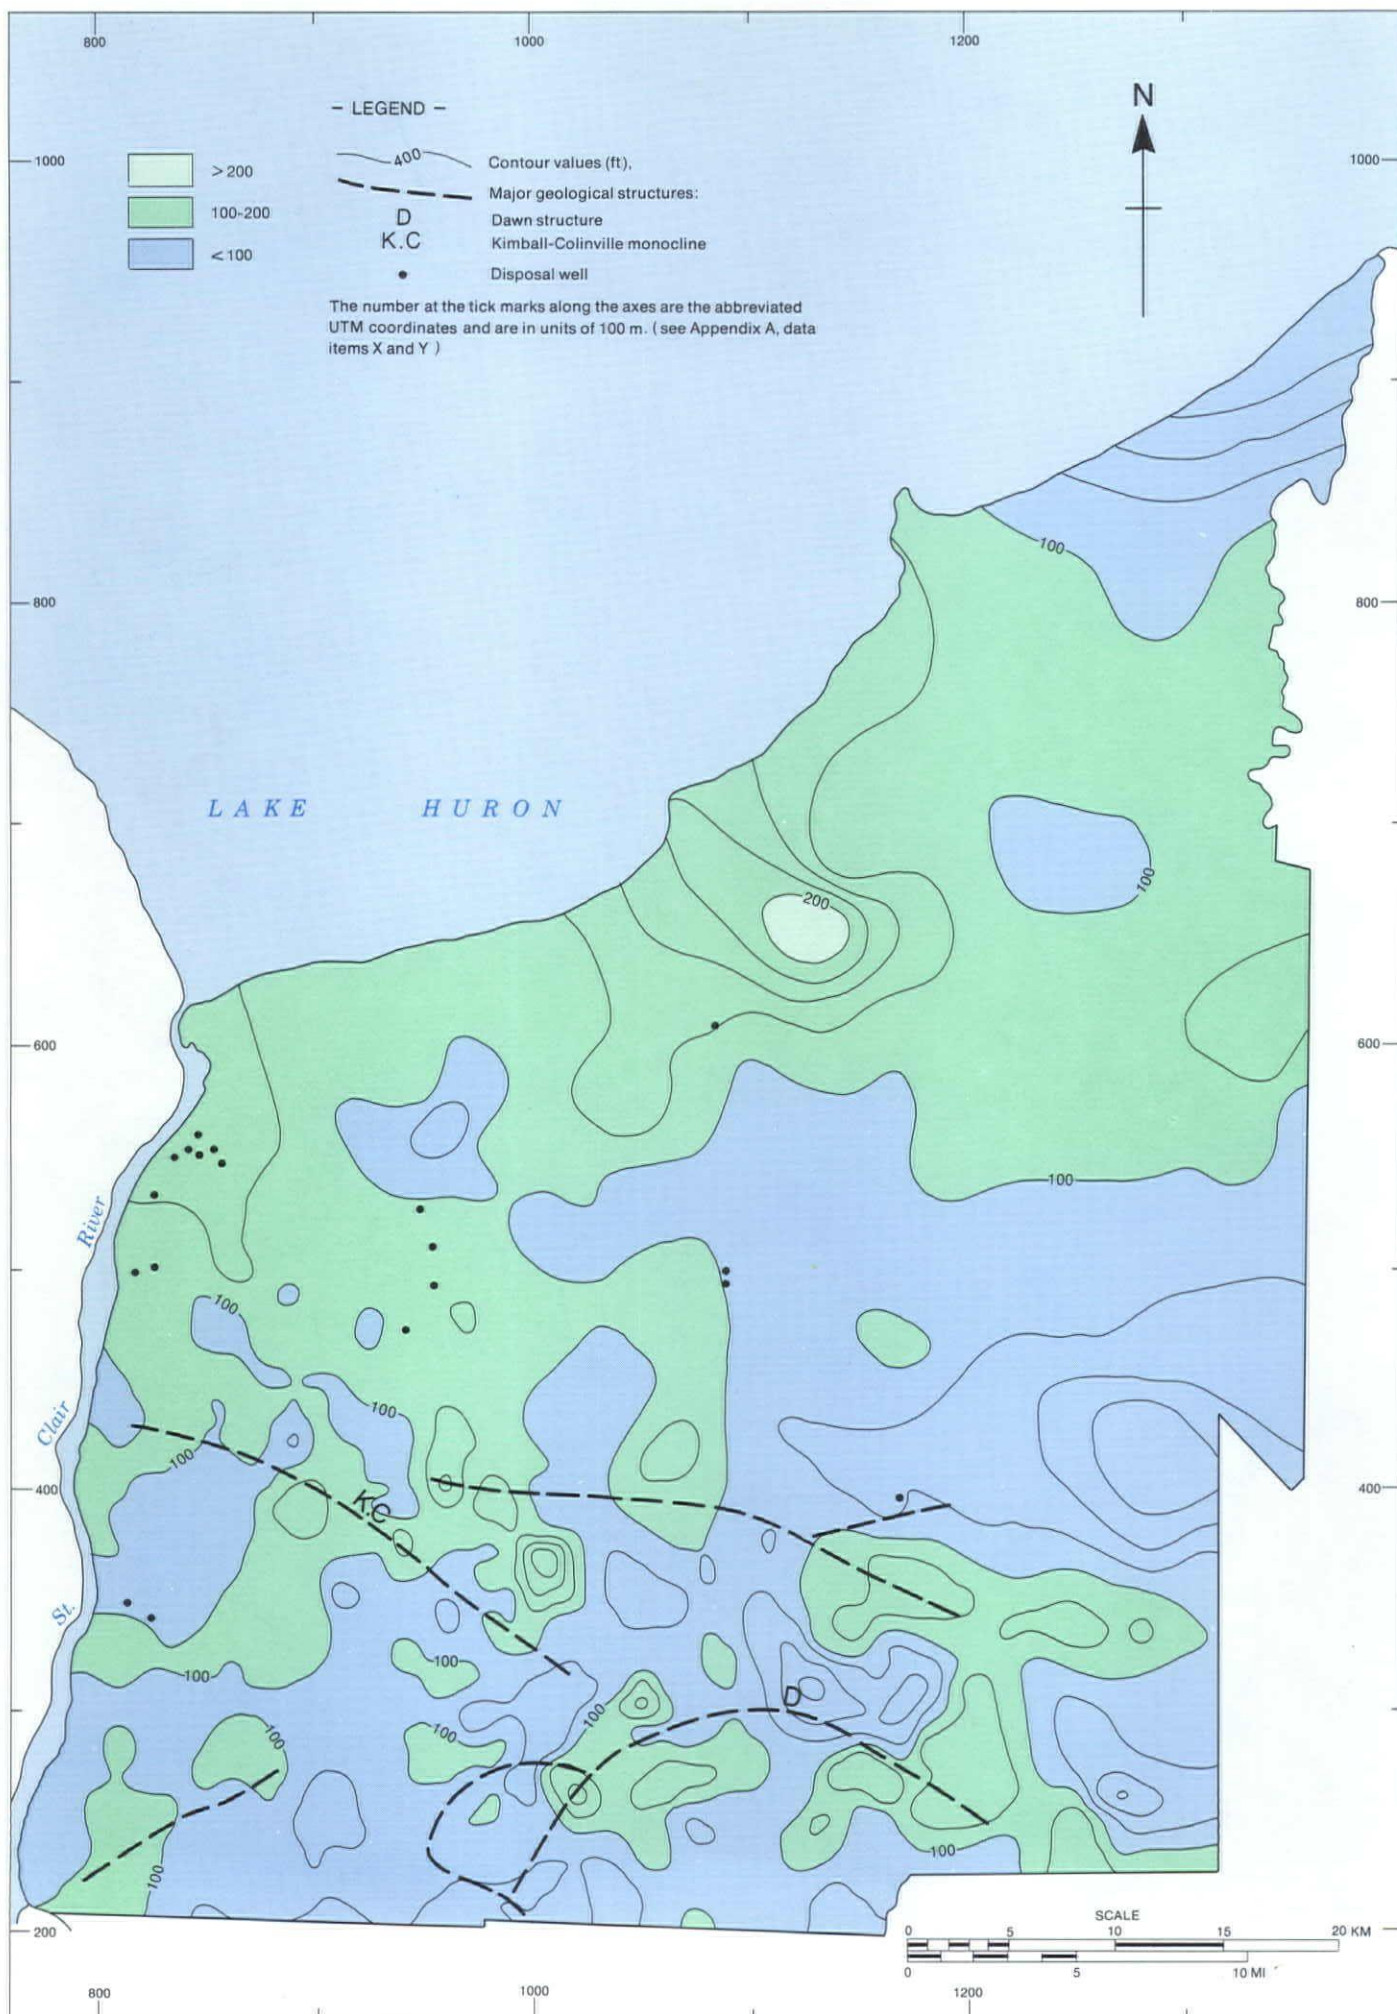 800 1000 1200
- LEGEND -
N
1000 1000
>200
400 Contour values (ft),
Major geological structures:
100-200
D Dawn structure
K.C Kimball-Colinville monocline
<100
Disposal well
The number at the tick marks along the axes are the abbreviated
UTM coordinates and are in units of 100 m. (see Appendix A, data
items X and Y )
100
800 800
LAKE HURON
100
200
600 600
100
River
100
100
Clair
100
400 400
K.C
St.
100
100
D
100
100
100
100
100
SCALE
0 5 10 15 20 KM
200
0 5 10 MI
800 1000 1200